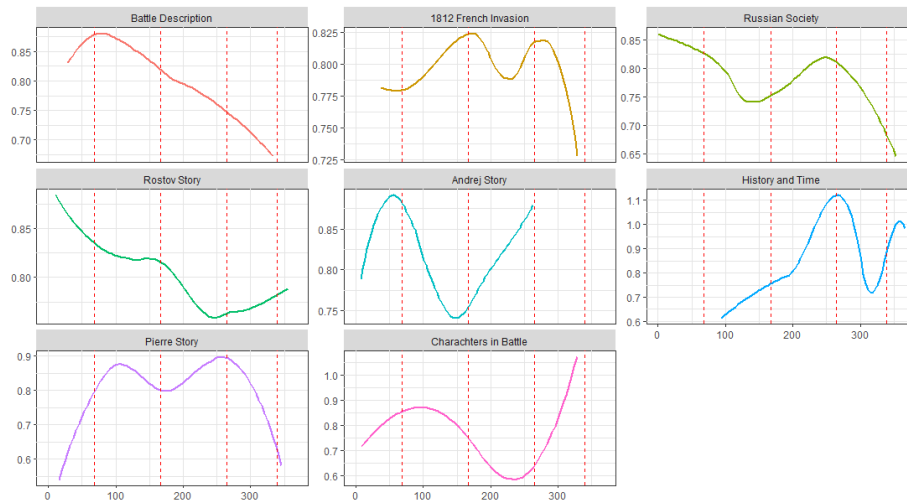 Battle Description 1812 French Invasion Russian Society
0.85 0.80 0.75 0.70
0.825 0.800 0.775 0.750 0.725
0.85 0.80 0.75 0.70 0.65
Rostov Story Andrej Story History and Time
0.85 0.80
0.85 0.80 0.75
1.1 1.0 0.9 0.8 0.7 0.6
0 100 200 300
Pierre Story Charachters in Battle
0.9 0.8 0.7 0.6
1.0 0.9 0.8 0.7 0.6
0 100 200 300 0 100 200 300